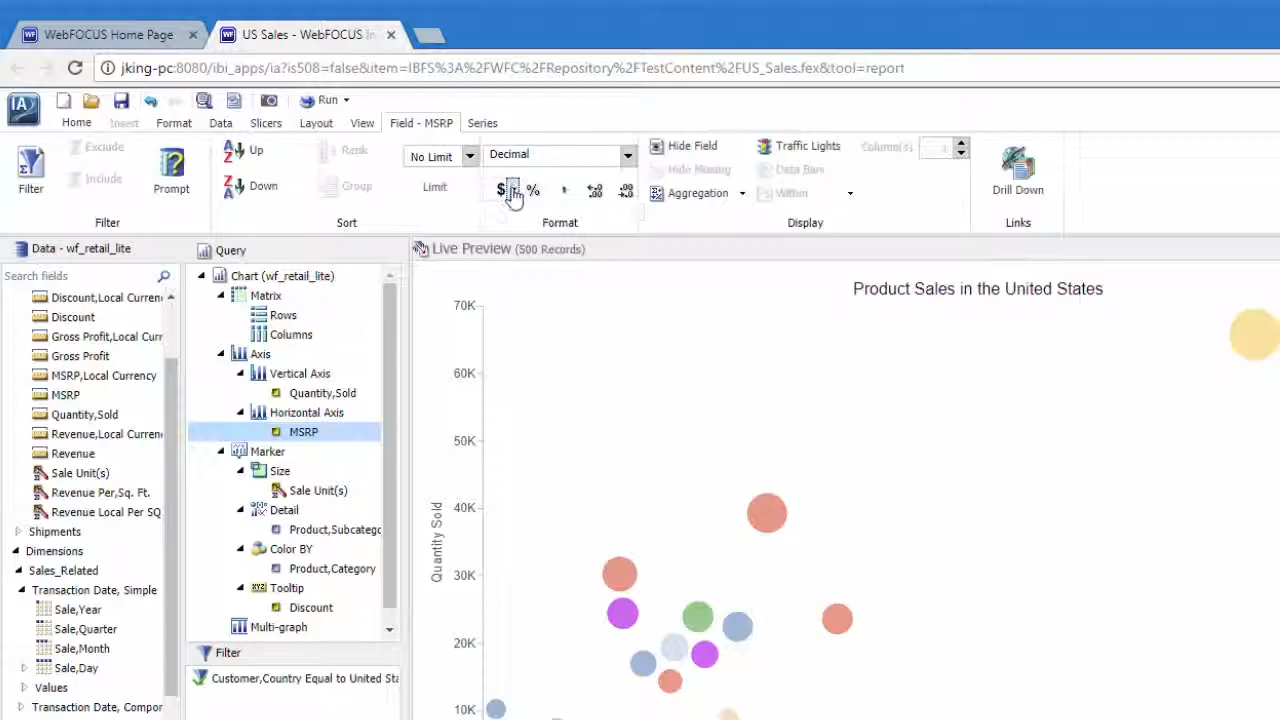 WebFOCUS Home Page
US Sales - WebFOCUS In
jking-pc:8080/ibi_apps/ia?is508=false&item=IBFS%3A%2FWFC%2FRepository%2FTestContent%2FUS_Sales.fex&tool=report
IA
Run
Home Insert Format Data Slicers Layout View Field - MSRP Series
Filter
Exclude
Include
Prompt
Filter
Up
Down
Rank
Group
Sort
No Limit
Limit
Decimal
$ %
Format
Hide Field
Hide Missing
Aggregation
Traffic Lights
Data Bars
Within
Column(s)
1
Display
Drill Down
Links
Data - wf_retail_lite
Search fields
Discount,Local Curren
Discount
Gross Profit,Local Curr
Gross Profit
MSRP,Local Currency
MSRP
Quantity,Sold
Revenue,Local Curren
Revenue
Sale Unit(s)
Revenue Per,Sq. Ft.
Revenue Local Per SQ
Shipments
Dimensions
Sales_Related
Transaction Date, Simple
Sale,Year
Sale,Quarter
Sale,Month
Sale,Day
Values
Transaction Date, Compor
Query
Chart (wf_retail_lite)
Matrix
Rows
Columns
Axis
Vertical Axis
Quantity,Sold
Horizontal Axis
MSRP
Marker
Size
Sale Unit(s)
Detail
Product,Subcatego
Color BY
Product,Category
Tooltip
Discount
Multi-graph
Filter
Customer,Country Equal to United Sta
Live Preview (500 Records)
Product Sales in the United States
Quantity Sold
70K
60K
50K
40K
30K
20K
10K